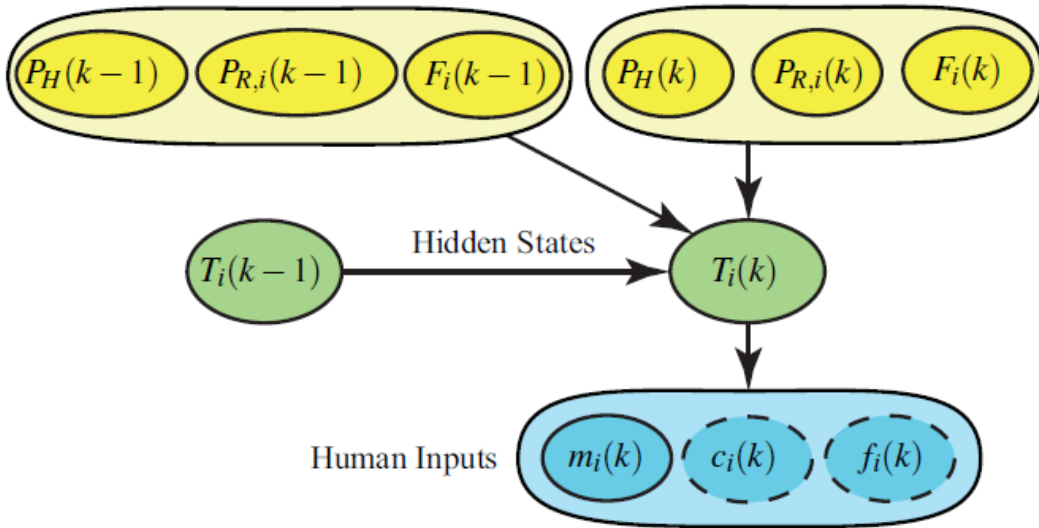 P_H(k − 1) P_{R,i}(k − 1) F_i(k − 1) P_H(k) P_{R,i}(k) F_i(k)
Hidden States
T_i(k − 1) T_i(k)
Human Inputs m_i(k) c_i(k) f_i(k)